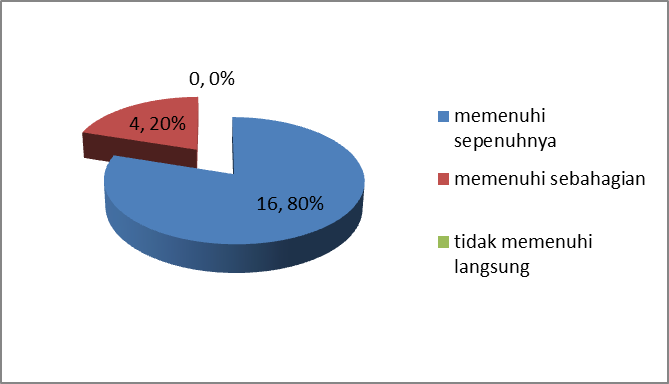 0, 0%
4, 20%
16, 80%
memenuhi
sepenuhnya
memenuhi sebahagian
tidak memenuhi
langsung